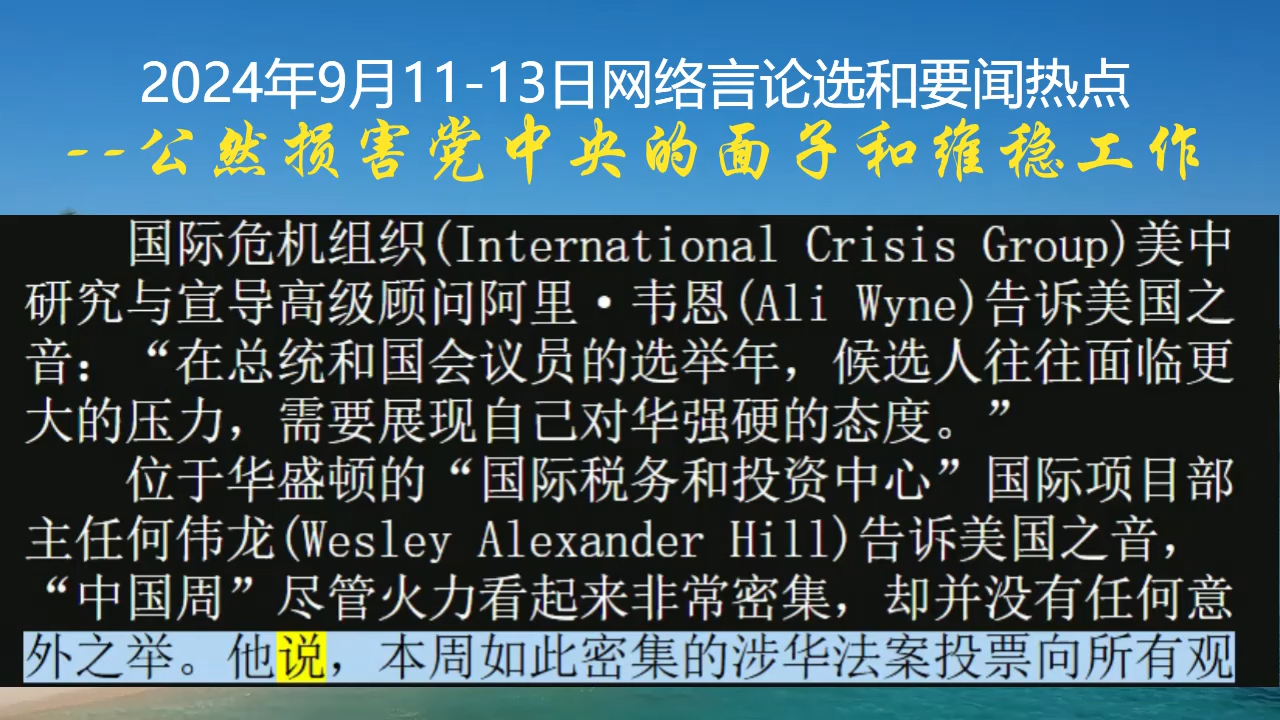 2024年9月11-13日网络言论选和要闻热点
--公然损害党中央的面子和维稳工作
国际危机组织(International Crisis Group)美中
研究与宣导高级顾问阿里·韦恩(Ali Wyne)告诉美国之
音：“在总统和国会议员的选举年，候选人往往面临更
大的压力，需要展现自己对华强硬的态度。”
位于华盛顿的“国际税务和投资中心”国际项目部
主任何伟龙(Wesley Alexander Hill)告诉美国之音，
“中国周”尽管火力看起来非常密集，却并没有任何意
外之举。他说，本周如此密集的涉华法案投票向所有观